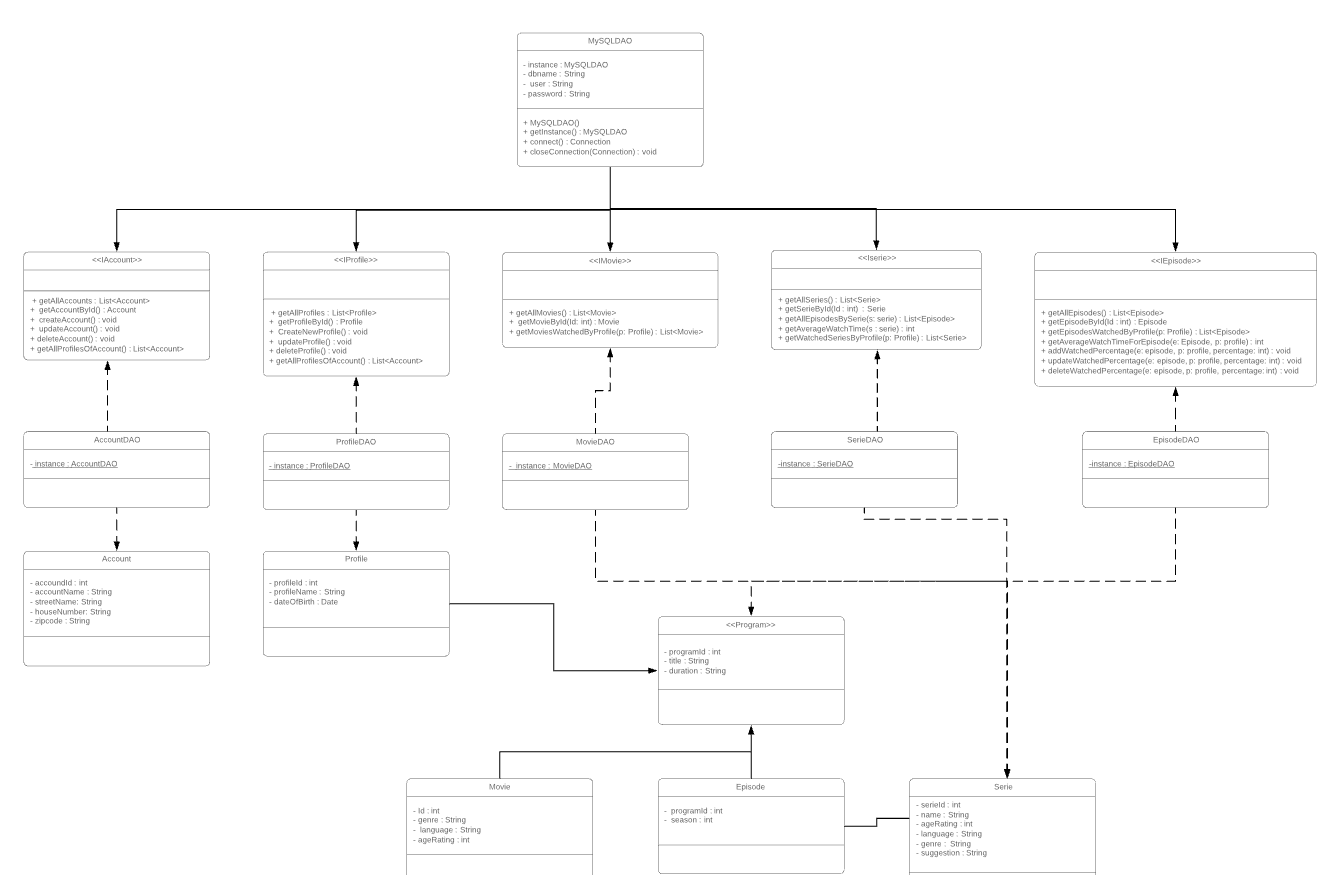 MySQLDAO
- instance : MySQLDAO
- dbname : String
- user : String
- password : String
+ MySQLDAO()
+ getInstance() : MySQLDAO
+ connect() : Connection
+ closeConnection(Connection) : void
<<IAccount>>
+ getAllAccounts : List<Account>
+ getAccountById() : Account
+ createAccount() : void
+ updateAccount() : void
+ deleteAccount() : void
+ getAllProfilesOfAccount() : List<Account>
<<IProfile>>
+ getAllProfiles : List<Profile>
+ getProfileById() : Profile
+ CreateNewProfile() : void
+ updateProfile() : void
+ deleteProfile() : void
+ getAllProfilesOfAccount() : List<Account>
<<IMovie>>
+ getAllMovies() : List<Movie>
+ getMovieById(Id: int) : Movie
+ getMoviesWatchedByProfile(p: Profile) : List<Movie>
<<Iserie>>
+ getAllSeries() : List<Serie>
+ getSerieById(Id : int) : Serie
+ getAllEpisodesBySerie(s: serie) : List<Episode>
+ getAverageWatchTime(s : serie) : int
+ getWatchedSeriesByProfile(p: Profile) : List<Serie>
<<IEpisode>>
+ getAllEpisodes() : List<Episode>
+ getEpisodeById(Id : int) : Episode
+ getEpisodesWatchedByProfile(p: Profile) : List<Episode>
+ getAverageWatchTimeForEpisode(e: Episode, p: profile) : int
+ addWatchedPercentage(e: episode, p: profile, percentage: int) : void
+ updateWatchedPercentage(e: episode, p: profile, percentage: int) : void
+ deleteWatchedPercentage(e: episode, p: profile, percentage: int) : void
AccountDAO
- instance : AccountDAO
ProfileDAO
- instance : ProfileDAO
MovieDAO
- instance : MovieDAO
SerieDAO
-instance : SerieDAO
EpisodeDAO
-instance : EpisodeDAO
Account
- accoundId : int
- accountName : String
- streetName: String
- houseNumber: String
- zipcode : String
Profile
- profileId : int
- profileName : String
- dateOfBirth : Date
<<Program>>
- programId : int
- title : String
- duration : String
Movie
- Id : int
- genre : String
- language : String
- ageRating : int
Episode
- programId : int
- season : int
Serie
- serieId : int
- name : String
- ageRating : int
- language : String
- genre : String
- suggestion : String